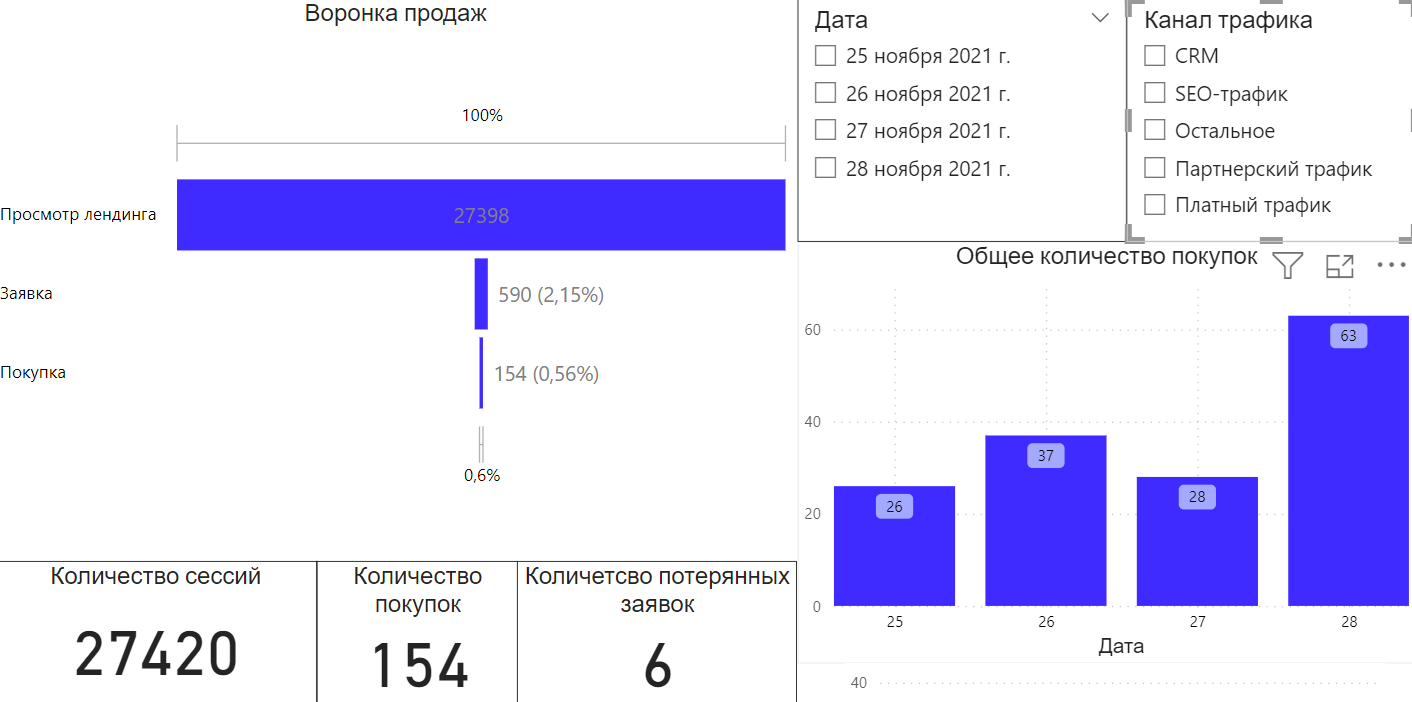 Воронка продаж
100%
Просмотр лендинга
27398
Заявка
590 (2,15%)
Покупка
154 (0,56%)
0,6%
Количество сессий
27420
Количество
покупок
154
Количетсво потерянных
заявок
6
Дата
25 ноября 2021 г.
26 ноября 2021 г.
27 ноября 2021 г.
28 ноября 2021 г.
Канал трафика
CRM
SEO-трафик
Остальное
Партнерский трафик
Платный трафик
Общее количество покупок
60
40
20
0
26
37
28
63
25
26
27
28
Дата
40